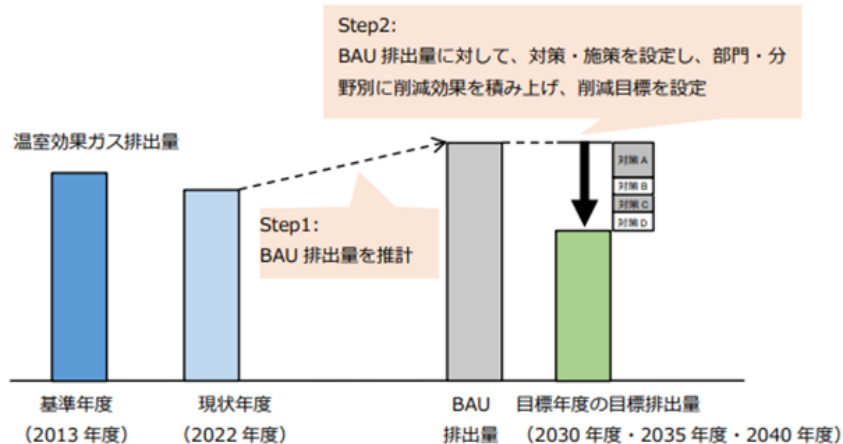 Step2:
BAU 排出量に対して、対策・施策を設定し、部門・分
野別に削減効果を積み上げ、削減目標を設定
温室効果ガス排出量
対策 A
対策 B
対策 C
対策 D
Step1:
BAU 排出量を推計
基準年度
（2013 年度）
現状年度
（2022 年度）
BAU
排出量
目標年度の目標排出量
（2030 年度・2035 年度・2040 年度）